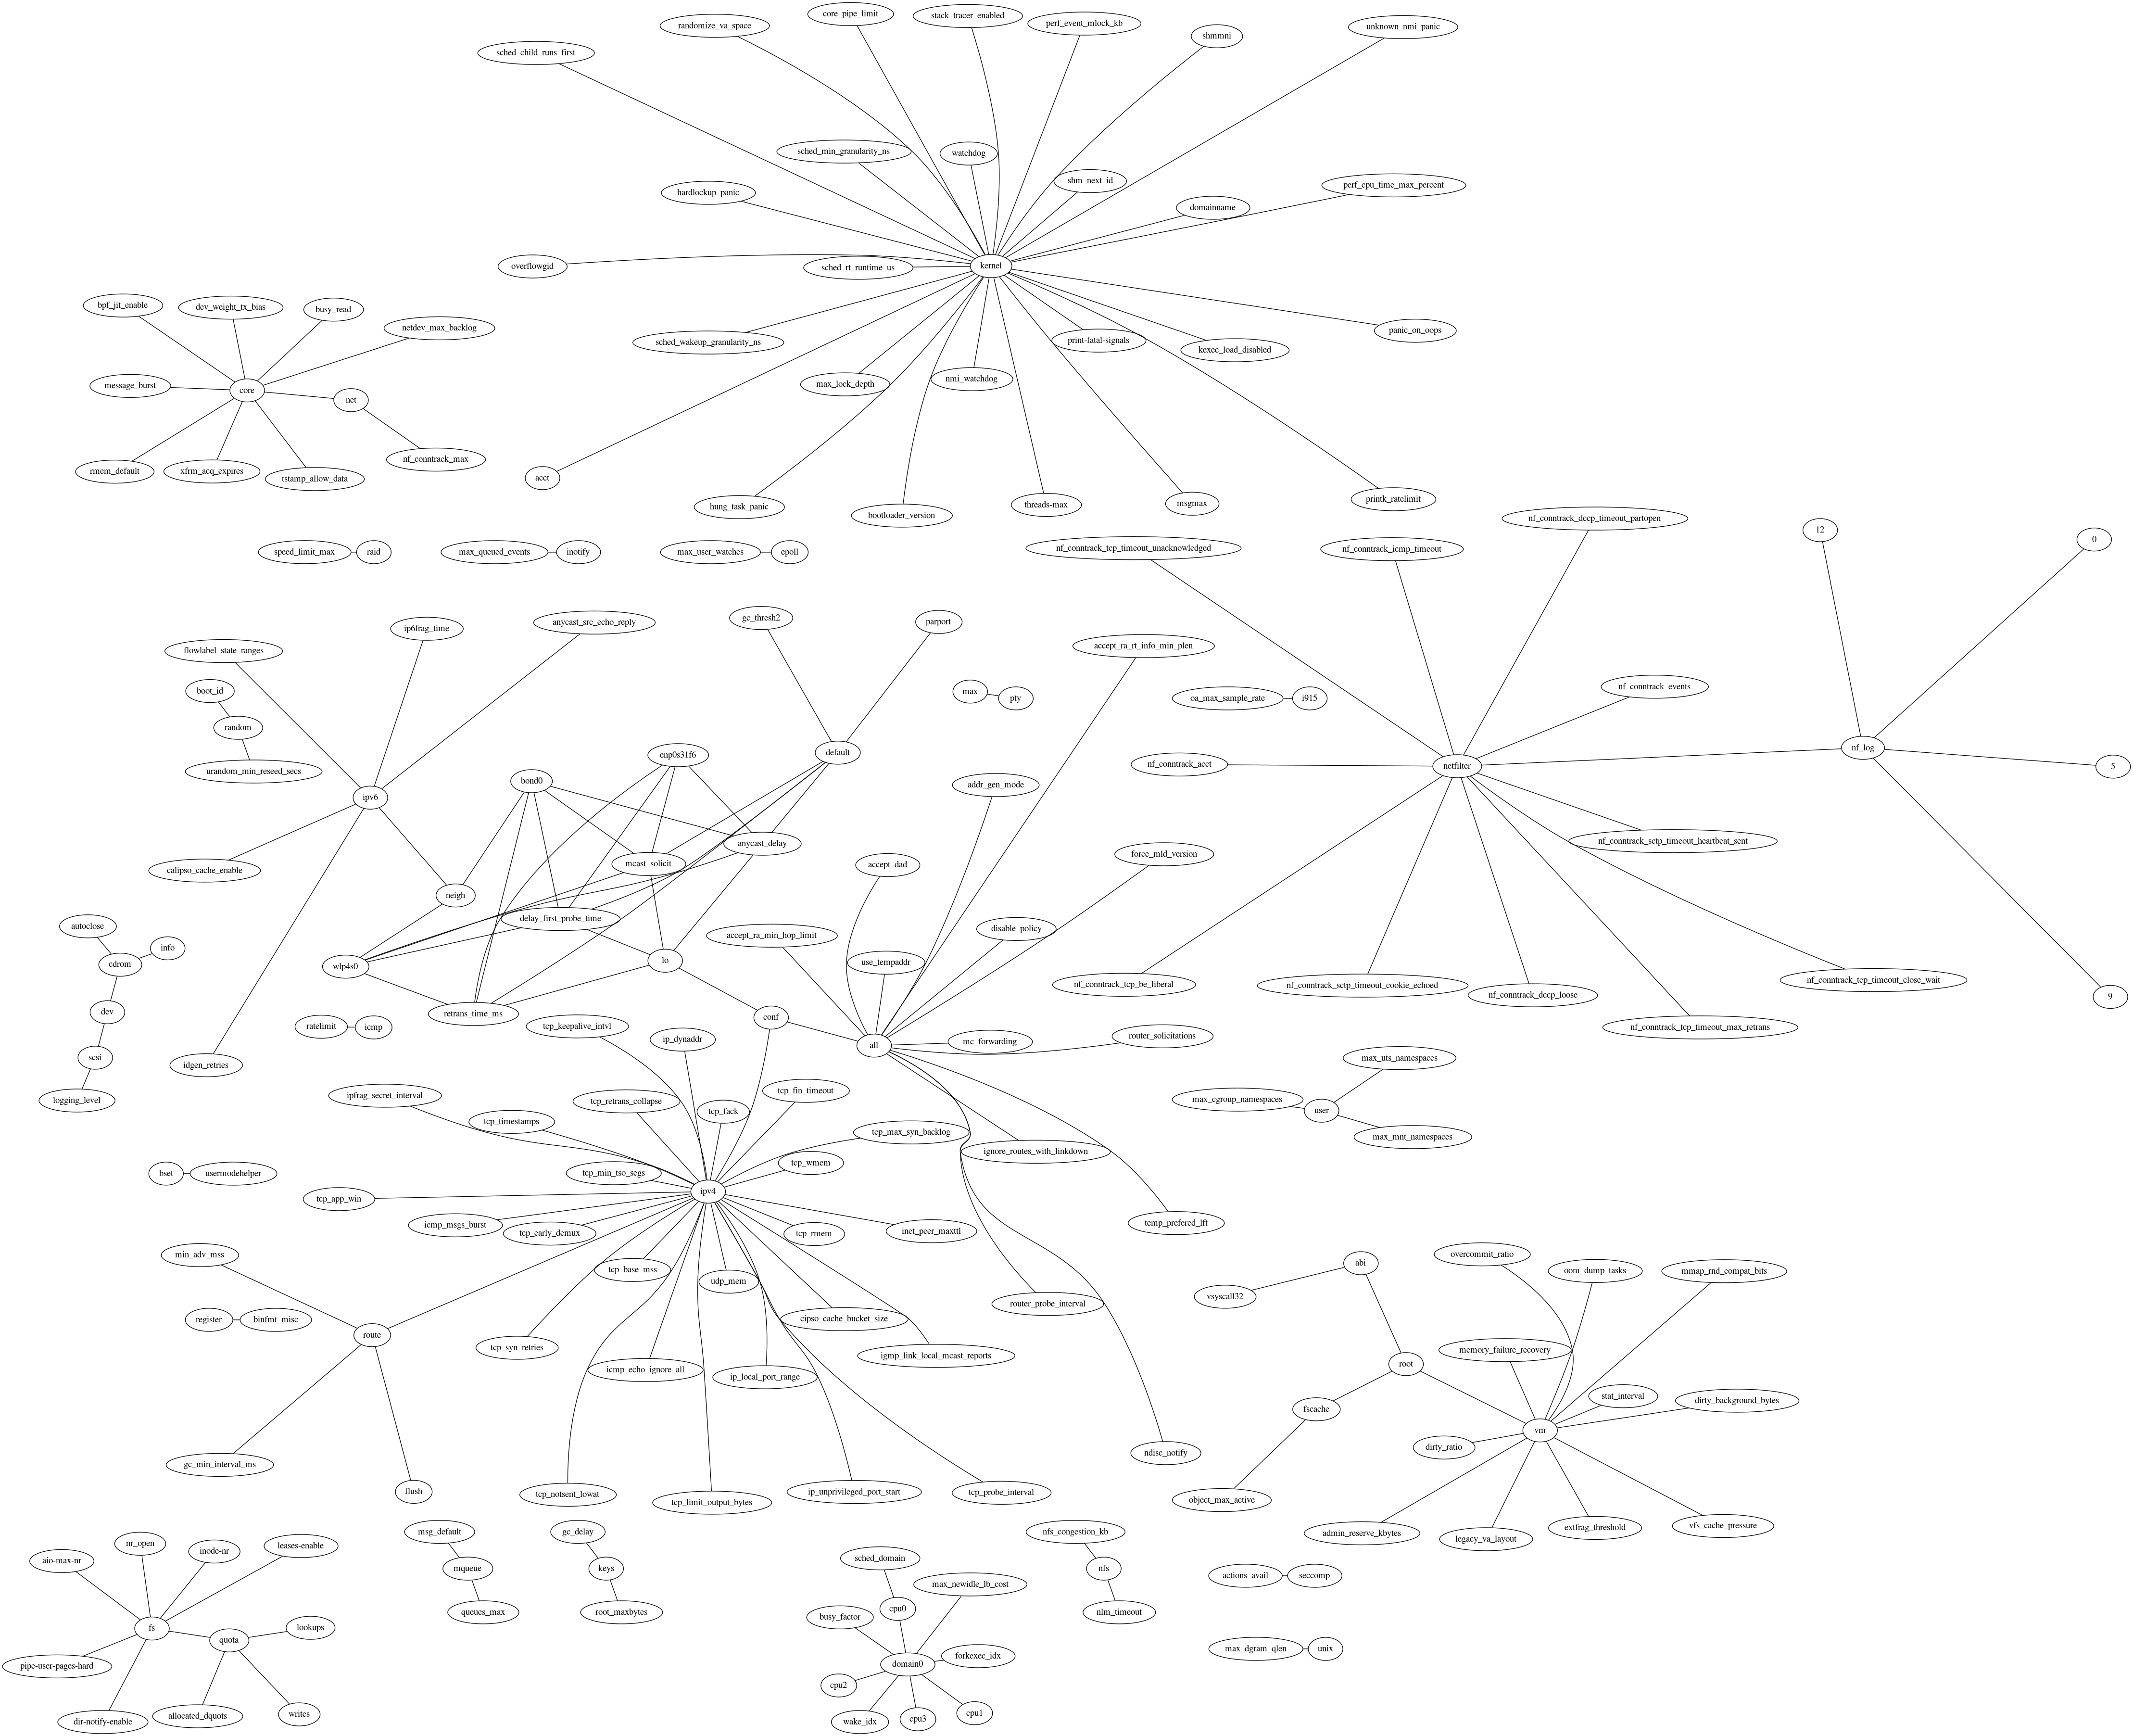 core_pipe_limit
stack_tracer_enabled
randomize_va_space
perf_event_mlock_kb
unknown_nmi_panic
shmmni
sched_child_runs_first
sched_min_granularity_ns
watchdog
shm_next_id
perf_cpu_time_max_percent
hardlockup_panic
domainname
overflowgid
sched_rt_runtime_us
kernel
bpf_jit_enable
dev_weight_tx_bias
busy_read
netdev_max_backlog
panic_on_oops
print-fatal-signals
sched_wakeup_granularity_ns
kexec_load_disabled
message_burst
core
net
max_lock_depth
nmi_watchdog
nf_conntrack_max
rmem_default
xfrm_acq_expires
tstamp_allow_data
acct
hung_task_panic
bootloader_version
threads-max
msgmax
printk_ratelimit
nf_conntrack_dccp_timeout_partopen
12
0
speed_limit_max
raid
max_queued_events
inotify
max_user_watches
epoll
nf_conntrack_tcp_timeout_unacknowledged
nf_conntrack_icmp_timeout
gc_thresh2
parport
anycast_src_echo_reply
ip6frag_time
flowlabel_state_ranges
accept_ra_rt_info_min_plen
boot_id
max
pty
oa_max_sample_rate
i915
nf_conntrack_events
random
urandom_min_reseed_secs
enp0s31f6
default
nf_log
nf_conntrack_acct
netfilter
5
bond0
ipv6
addr_gen_mode
anycast_delay
nf_conntrack_sctp_timeout_heartbeat_sent
calipso_cache_enable
mcast_solicit
accept_dad
force_mld_version
neigh
delay_first_probe_time
autoclose
info
cdrom
accept_ra_min_hop_limit
disable_policy
wlp4s0
lo
use_tempaddr
nf_conntrack_tcp_be_liberal
nf_conntrack_sctp_timeout_cookie_echoed
nf_conntrack_dccp_loose
nf_conntrack_tcp_timeout_close_wait
9
dev
retrans_time_ms
conf
ratelimit
icmp
tcp_keepalive_intvl
ip_dynaddr
all
mc_forwarding
router_solicitations
nf_conntrack_tcp_timeout_max_retrans
scsi
idgen_retries
max_uts_namespaces
logging_level
ipfrag_secret_interval
tcp_retrans_collapse
tcp_fin_timeout
tcp_fack
tcp_timestamps
max_cgroup_namespaces
user
max_mnt_namespaces
tcp_max_syn_backlog
ignore_routes_with_linkdown
bset
usermodehelper
tcp_min_tso_segs
tcp_wmem
tcp_app_win
ipv4
icmp_msgs_burst
tcp_early_demux
tcp_rmem
inet_peer_maxttl
temp_prefered_lft
min_adv_mss
tcp_base_mss
udp_mem
overcommit_ratio
abi
oom_dump_tasks
mmap_rnd_compat_bits
vsyscall32
register
binfmt_misc
router_probe_interval
cipso_cache_bucket_size
route
tcp_syn_retries
icmp_echo_ignore_all
ip_local_port_range
igmp_link_local_mcast_reports
memory_failure_recovery
root
stat_interval
dirty_background_bytes
fscache
vm
dirty_ratio
gc_min_interval_ms
flush
tcp_notsent_lowat
tcp_limit_output_bytes
ip_unprivileged_port_start
tcp_probe_interval
ndisc_notify
object_max_active
admin_reserve_kbytes
legacy_va_layout
extfrag_threshold
vfs_cache_pressure
nr_open
inode-nr
leases-enable
aio-max-nr
msg_default
gc_delay
nfs_congestion_kb
sched_domain
mqueue
keys
nfs
actions_avail
seccomp
max_newidle_lb_cost
queues_max
root_maxbytes
cpu0
nlm_timeout
busy_factor
fs
quota
lookups
forkexec_idx
max_dgram_qlen
unix
pipe-user-pages-hard
domain0
cpu2
cpu1
dir-notify-enable
allocated_dquots
writes
wake_idx
cpu3